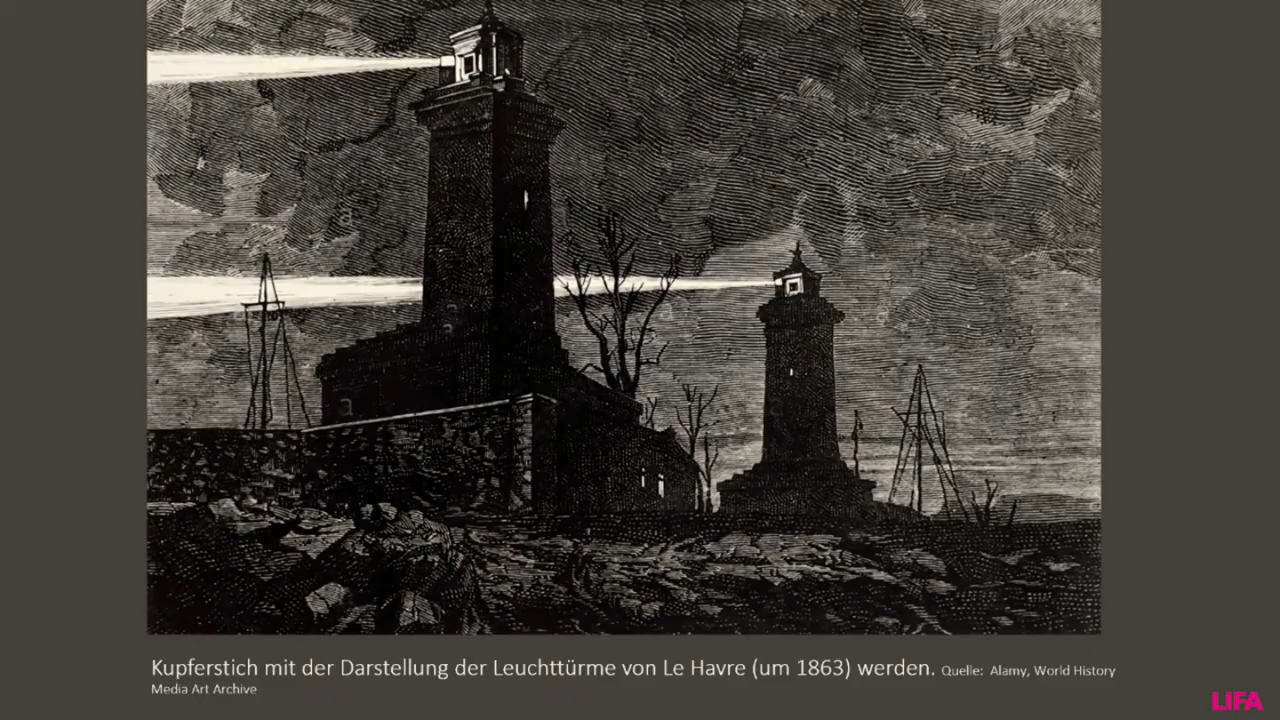 Kupferstich mit der Darstellung der Leuchttürme von Le Havre (um 1863) werden. Quelle: Alamy, World History
Media Art Archive
LIFA